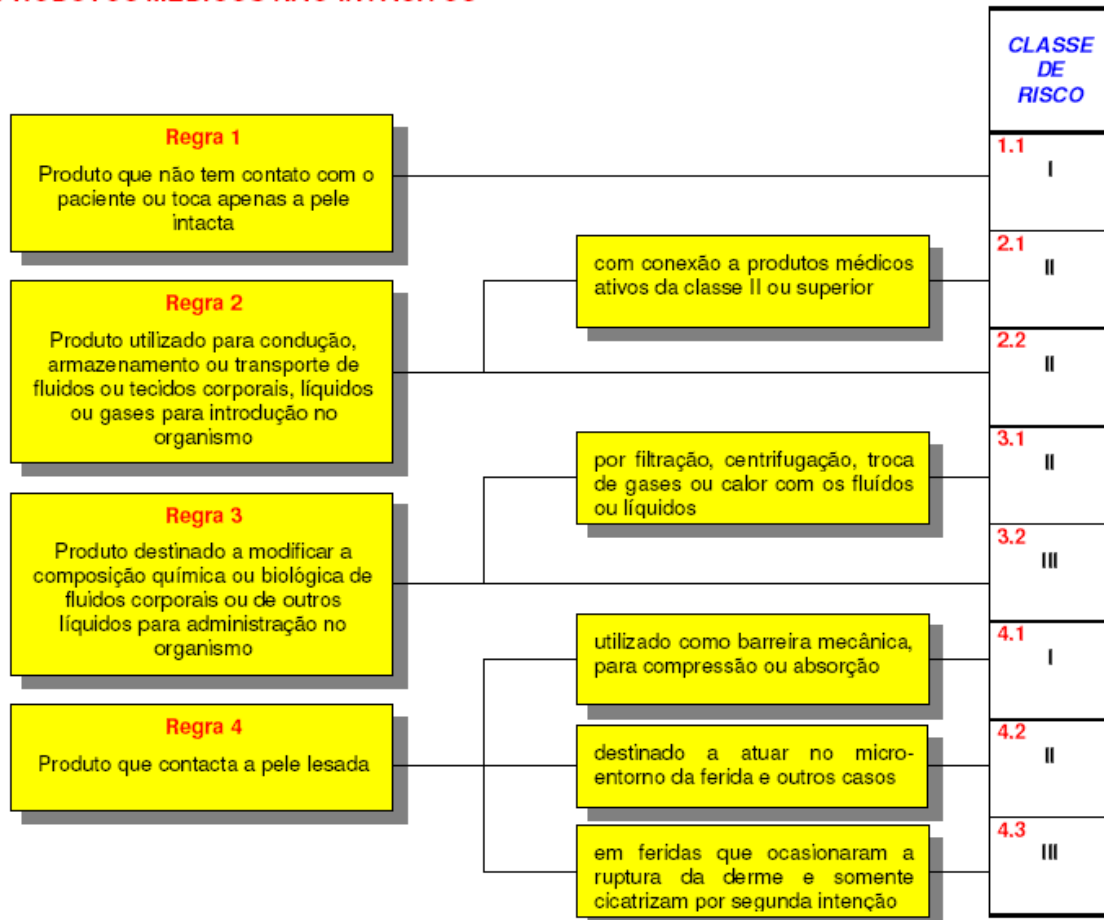 CLASSE
DE
RISCO
Regra 1
Produto que não tem contato com o
paciente ou toca apenas a pele
intacta
1.1
I
Regra 2
Produto utilizado para condução,
armazenamento ou transporte de
fluidos ou tecidos corporais, líquidos
ou gases para introdução no
organismo
com conexão a produtos médicos
ativos da classe II ou superior
2.1
II
2.2
II
Regra 3
Produto destinado a modificar a
composição química ou biológica de
fluidos corporais ou de outros
líquidos para administração no
organismo
por filtração, centrifugação, troca
de gases ou calor com os fluídos
ou líquidos
3.1
II
3.2
III
Regra 4
Produto que contacta a pele lesada
utilizado como barreira mecânica,
para compressão ou absorção
4.1
I
destinado a atuar no micro-
entorno da ferida e outros casos
4.2
II
em feridas que ocasionaram a
ruptura da derme e somente
cicatrizam por segunda intenção
4.3
III